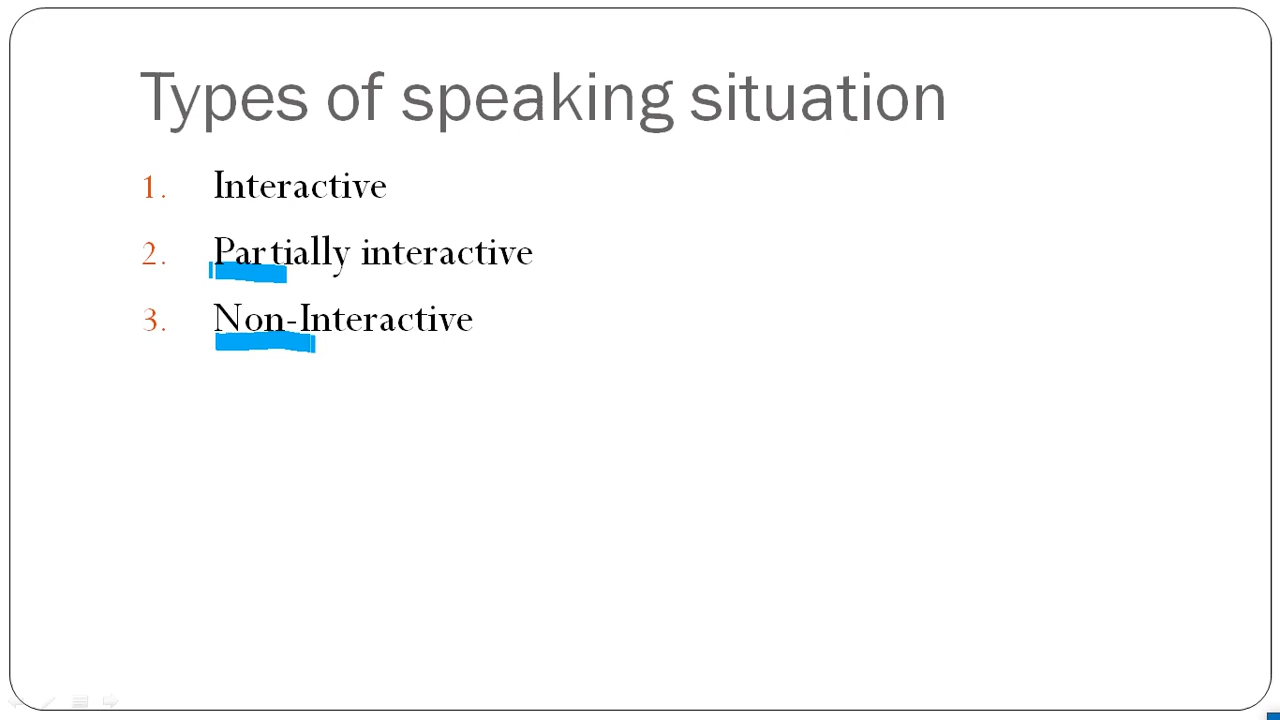 Types of speaking situation
1. Interactive
2. Partially interactive
3. Non-Interactive